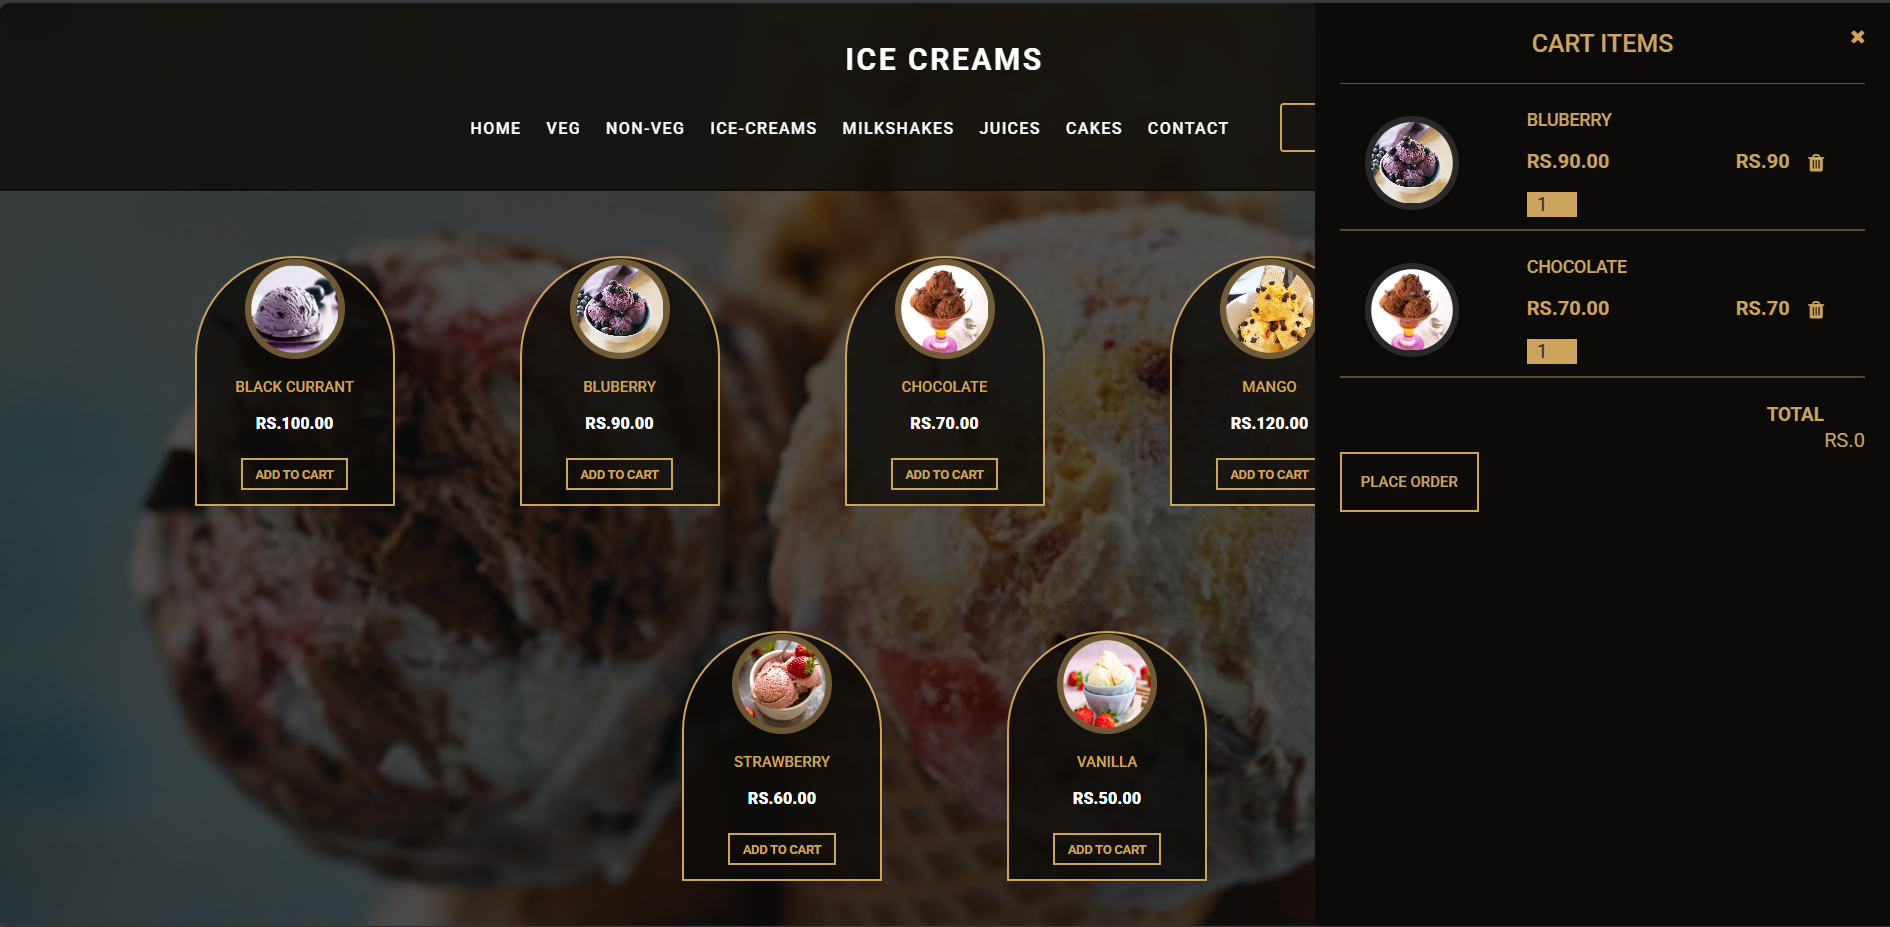 ICE CREAMS
HOME VEG NON-VEG ICE-CREAMS MILKSHAKES JUICES CAKES CONTACT
BLACK CURRANT
RS.100.00
ADD TO CART
BLUBERRY
RS.90.00
ADD TO CART
CHOCOLATE
RS.70.00
ADD TO CART
MANGO
RS.120.00
ADD TO CART
STRAWBERRY
RS.60.00
ADD TO CART
VANILLA
RS.50.00
ADD TO CART
CART ITEMS
BLUBERRY
RS.90.00 RS.90
1
CHOCOLATE
RS.70.00 RS.70
1
TOTAL
RS.0
PLACE ORDER